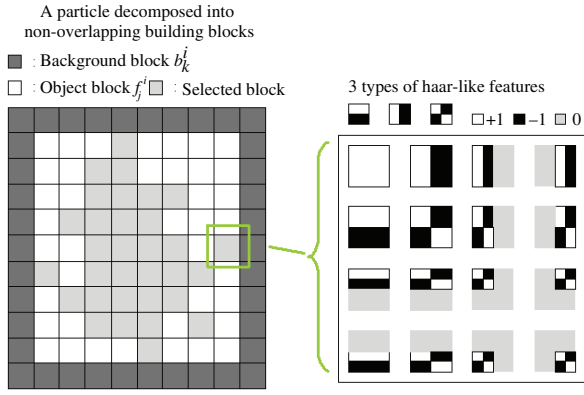 A particle decomposed into
non-overlapping building blocks
: Background block b_k^i
: Object block f_j^i : Selected block
3 types of haar-like features
+1 −1 0